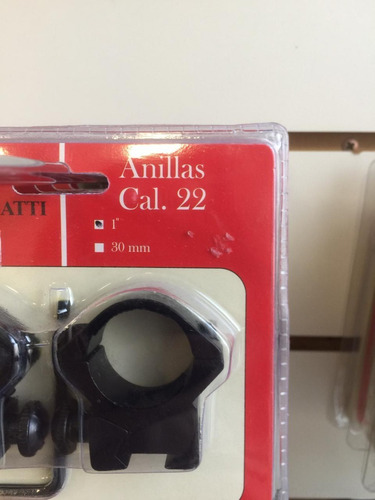 Anillas
Cal. 22
ATTI
1"
30 mm